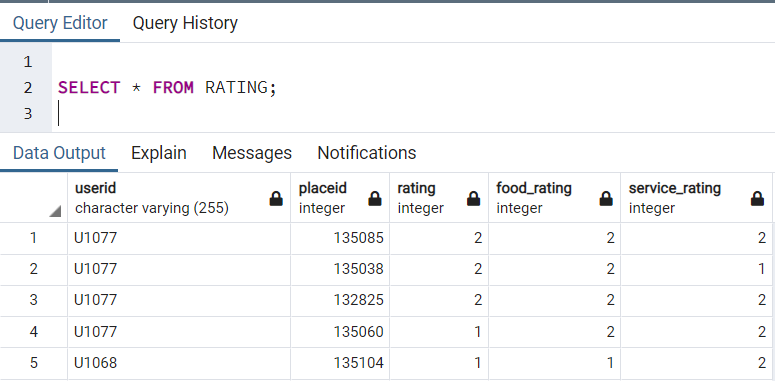 Query Editor Query History
1
2 SELECT * FROM RATING;
3
Data Output Explain Messages Notifications
userid placeid rating food_rating service_rating
character varying (255) integer integer integer integer
1 U1077 135085 2 2 2
2 U1077 135038 2 2 1
3 U1077 132825 2 2 2
4 U1077 135060 1 2 2
5 U1068 135104 1 1 2